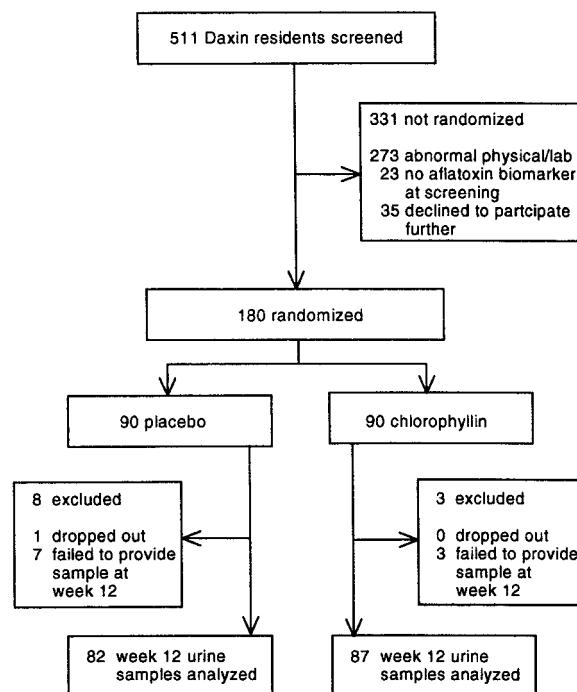 511 Daxin residents screened
331 not randomized
273 abnormal physical/lab
23 no aflatoxin biomarker
at screening
35 declined to partcipate
further
180 randomized
90 placebo
90 chlorophyllin
8 excluded
1 dropped out
7 failed to provide
sample at
week 12
3 excluded
0 dropped out
3 failed to provide
sample at
week 12
82 week 12 urine
samples analyzed
87 week 12 urine
samples analyzed